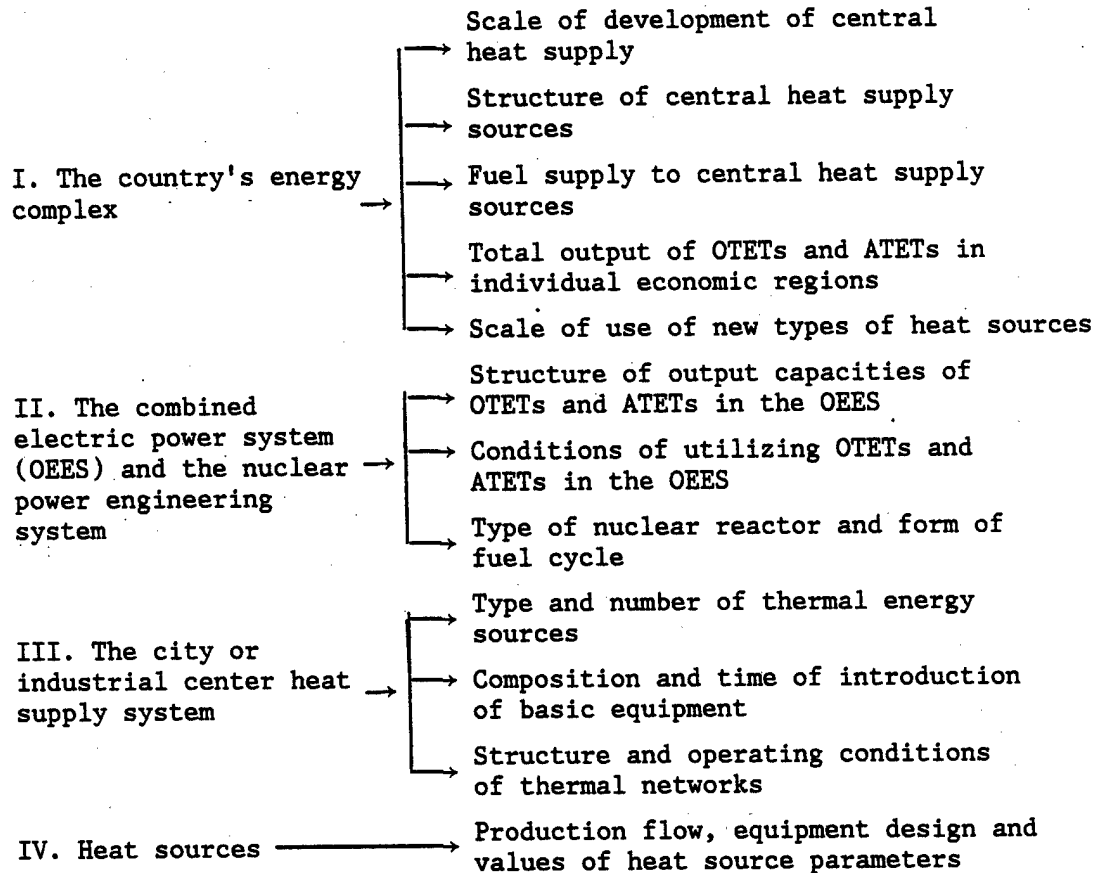 Scale of development of central
heat supply
Structure of central heat supply
sources
I. The country's energy
complex
Fuel supply to central heat supply
sources
Total output of OTETs and ATETs in
individual economic regions
Scale of use of new types of heat sources
II. The combined
electric power system
(OEES) and the nuclear
power engineering
system
Structure of output capacities of
OTETs and ATETs in the OEES
Conditions of utilizing OTETs and
ATETs in the OEES
Type of nuclear reactor and form of
fuel cycle
III. The city or
industrial center heat
supply system
Type and number of thermal energy
sources
Composition and time of introduction
of basic equipment
Structure and operating conditions
of thermal networks
IV. Heat sources
Production flow, equipment design and
values of heat source parameters